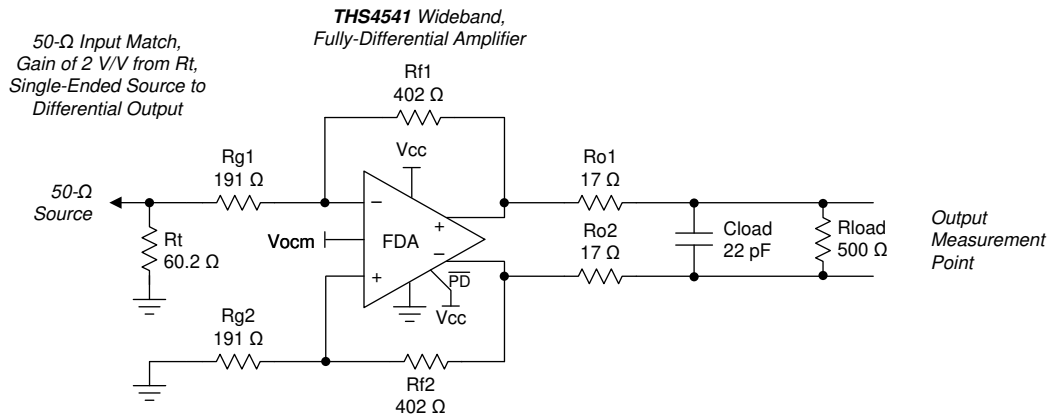 THS4541 Wideband,
Fully-Differential Amplifier
50-Ω Input Match,
Gain of 2 V/V from Rt,
Single-Ended Source to
Differential Output
Rf1
402 Ω
Vcc
Rg1
191 Ω
Ro1
17 Ω
50-Ω
Source
Rt
60.2 Ω
−
Vocm
FDA
+
−
+
PD
Vcc
Ro2
17 Ω
Cload
22 pF
Rload
500 Ω
Output
Measurement
Point
Rg2
191 Ω
Rf2
402 Ω